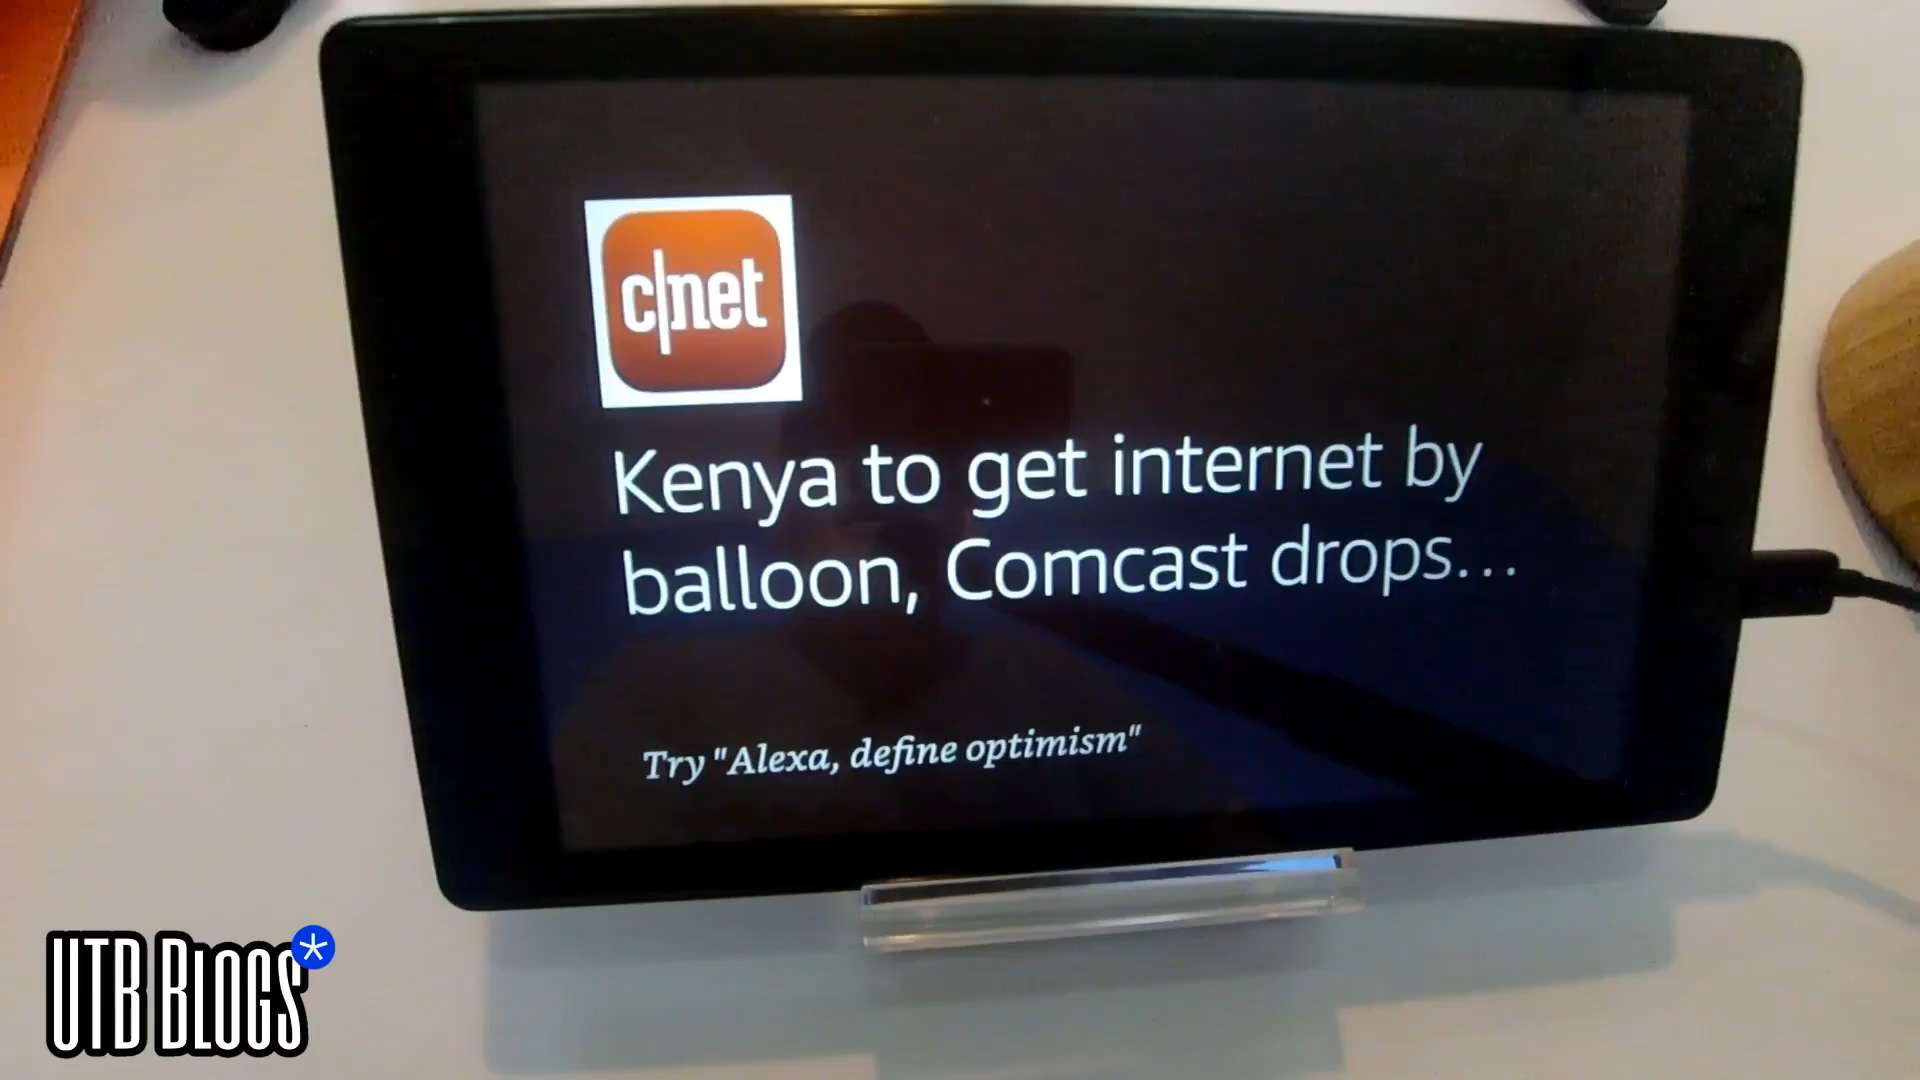 c|net
Kenya to get internet by
balloon, Comcast drops...
Try "Alexa, define optimism"
UTB BLOGS*